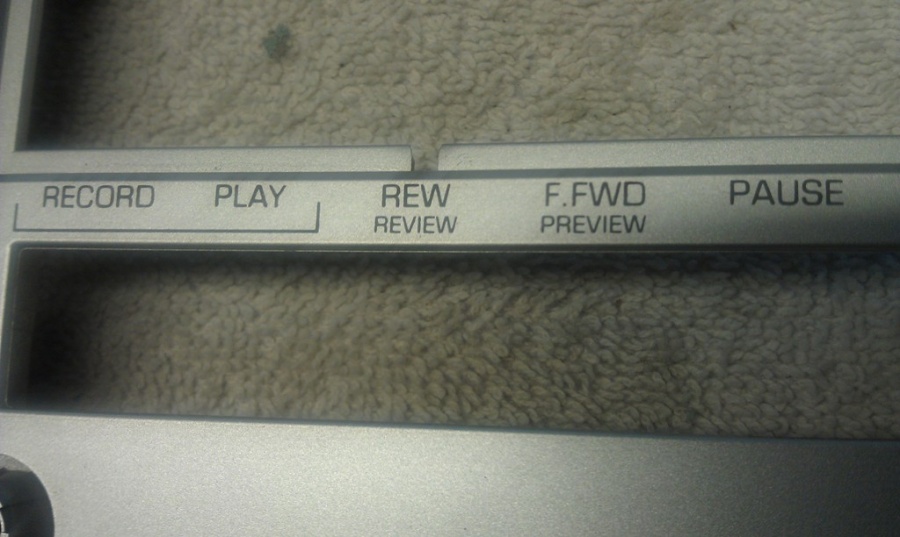 RECORD PLAY REW F.FWD PAUSE
REVIEW PREVIEW